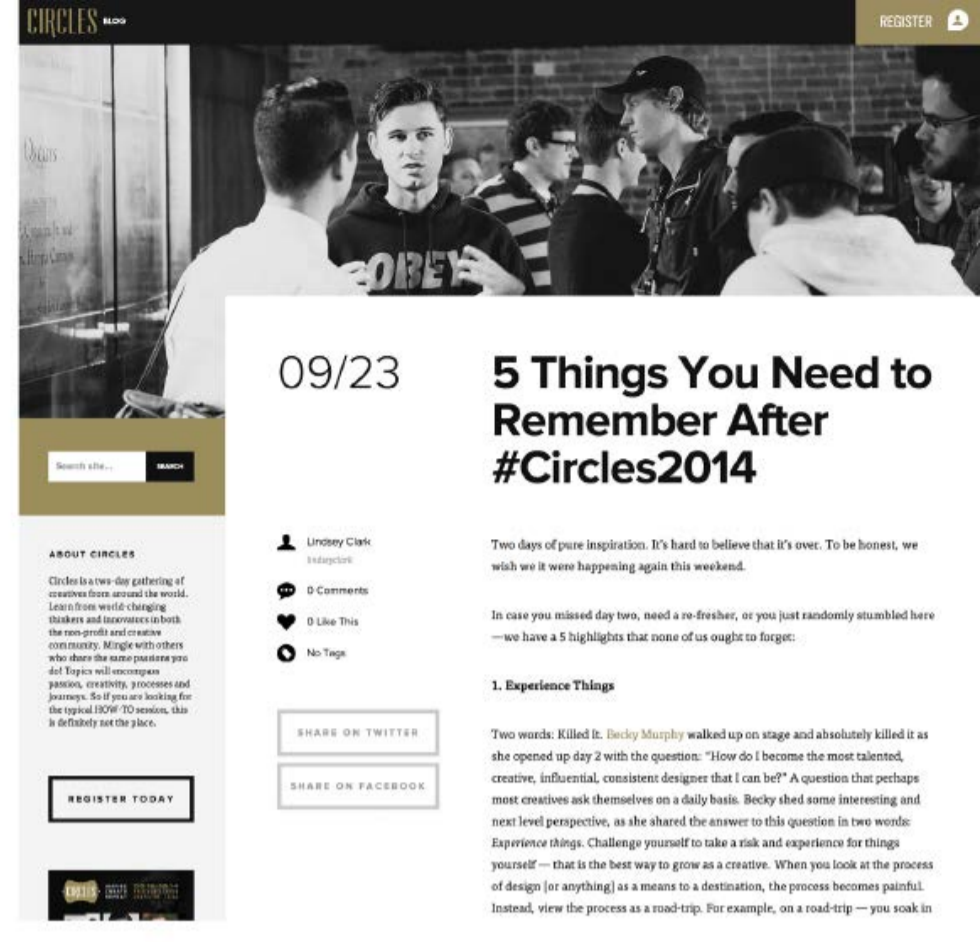 CIRCLES BLOG
REGISTER
OBEY
09/23
5 Things You Need to
Remember After
#Circles2014
Search site...
SEARCH
ABOUT CIRCLES
Circles is a two-day gathering of
creatives from around the world.
Learn from world-changing
thinkers and innovators in both
the non-profit and creative
community. Mingle with others
who share the same passions you
do! Topics will encompass
passion, creativity, processes and
journeys. So if you are looking for
the typical HOW-TO session, this
is definitely not the place.
REGISTER TODAY
CIRCLES
Lindsey Clark
lindseyclark
0 Comments
0 Like This
No Tags
SHARE ON TWITTER
SHARE ON FACEBOOK
Two days of pure inspiration. It's hard to believe that it's over. To be honest, we
wish we it were happening again this weekend.
In case you missed day two, need a re-fresher, or you just randomly stumbled here
—we have a 5 highlights that none of us ought to forget:
1. Experience Things
Two words: Killed it. Becky Murphy walked up on stage and absolutely killed it as
she opened up day 2 with the question: "How do I become the most talented,
creative, influential, consistent designer that I can be?" A question that perhaps
most creatives ask themselves on a daily basis. Becky shed some interesting and
next level perspective, as she shared the answer to this question in two words:
Experience things. Challenge yourself to take a risk and experience for things
yourself — that is the best way to grow as a creative. When you look at the process
of design [or anything] as a means to a destination, the process becomes painful.
Instead, view the process as a road-trip. For example, on a road-trip — you soak in